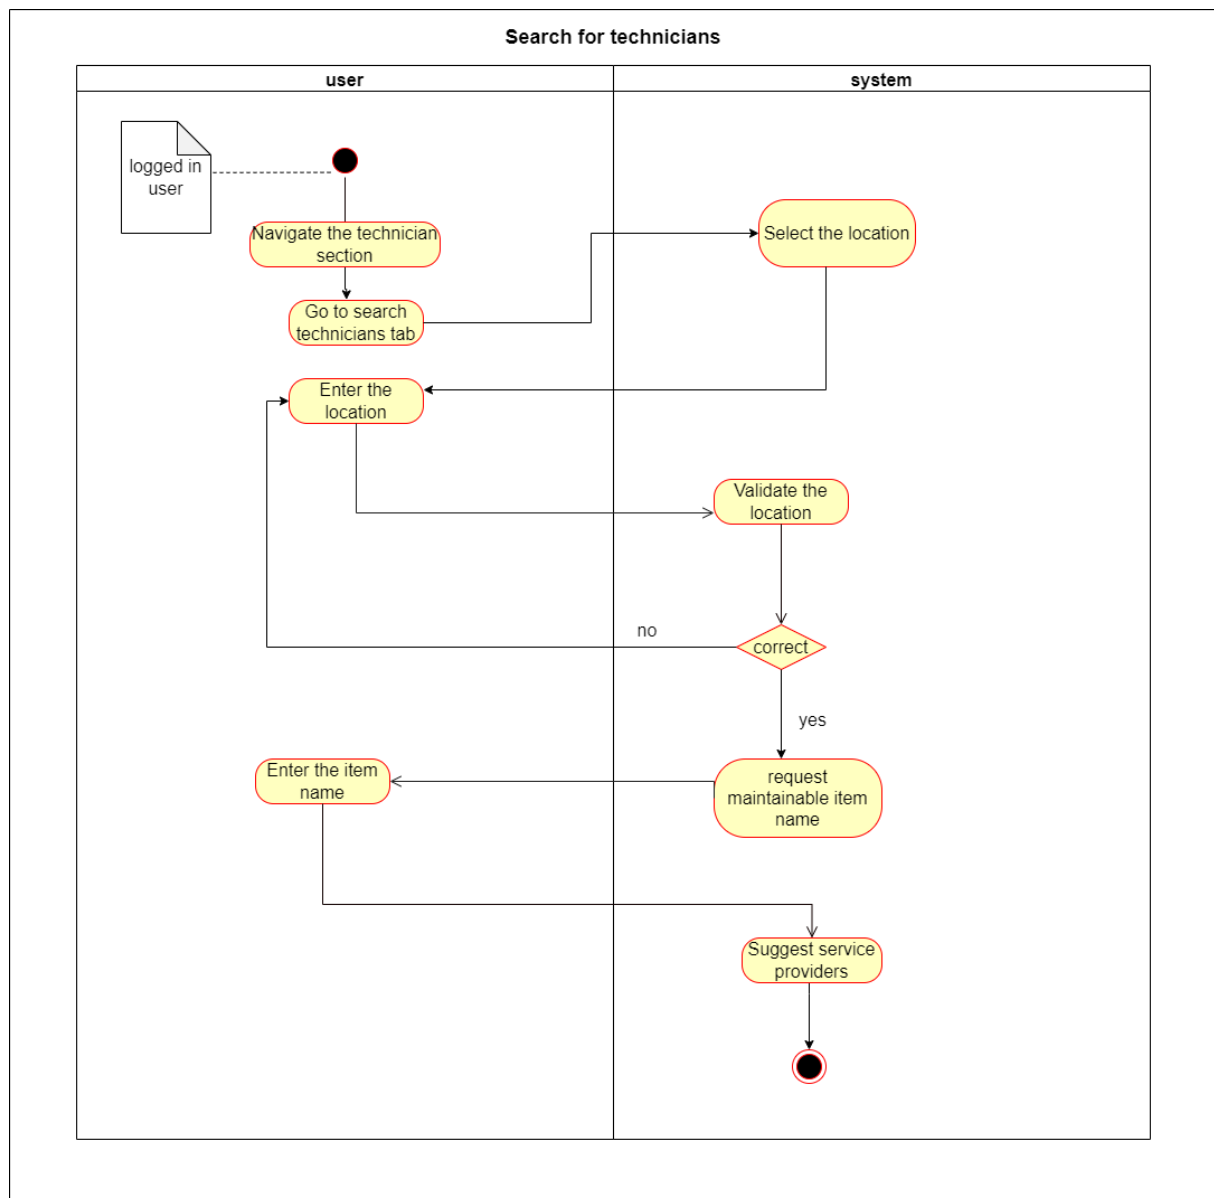 Search for technicians
user
system
logged in
user
Navigate the technician
section
Select the location
Go to search
technicians tab
Enter the
location
Validate the
location
no
correct
yes
Enter the item
name
request
maintainable item
name
Suggest service
providers